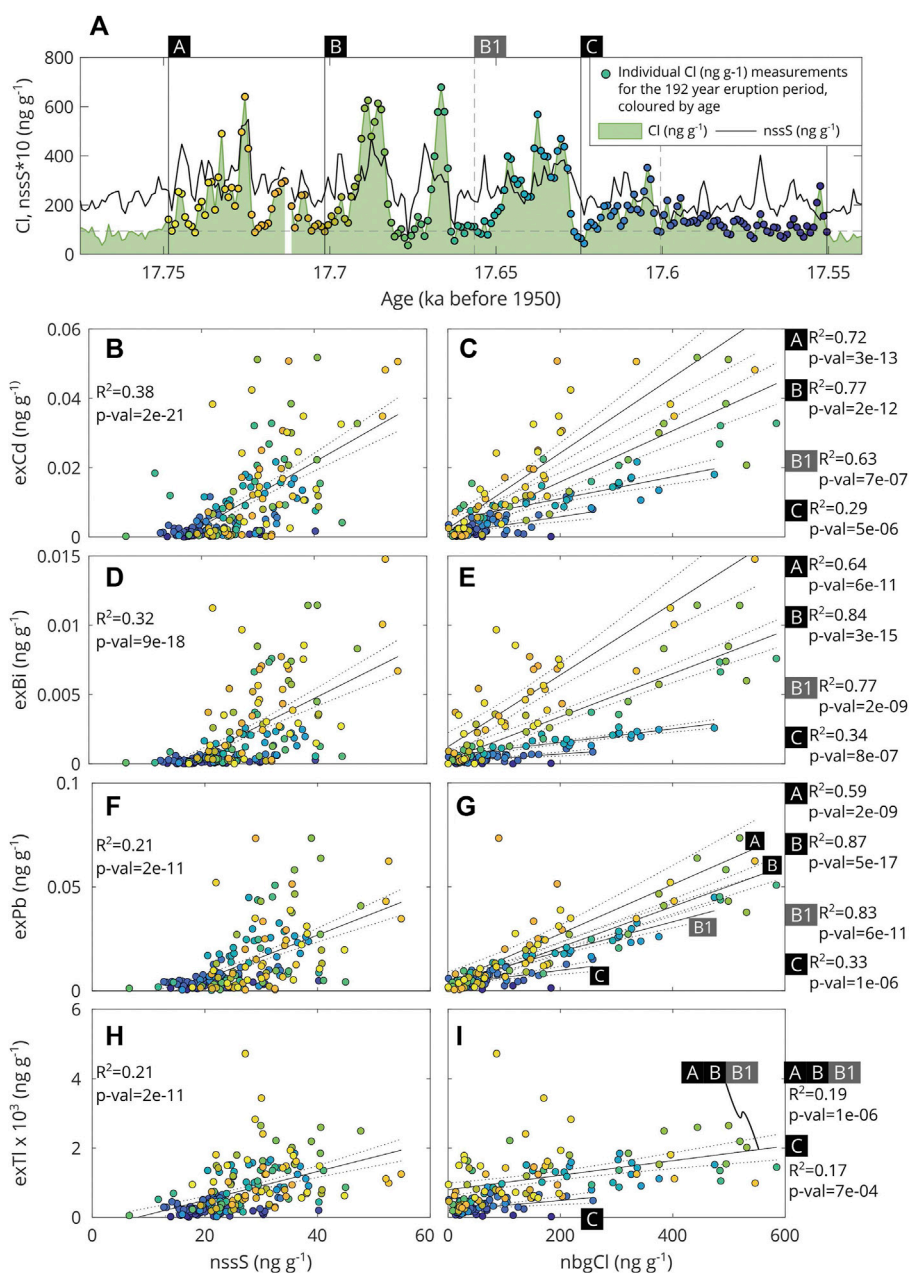 A
A
B
B1
C
800
600
400
200
0
Cl, nssS*10 (ng g-1)
Individual Cl (ng g-1) measurements
for the 192 year eruption period,
coloured by age
Cl (ng g-1)
nssS (ng g-1)
17.75
17.7
17.65
17.6
17.55
Age (ka before 1950)
B
R2=0.38
p-val=2e-21
0.06
0.04
0.02
0
exCd (ng g-1)
C
A R2=0.72
p-val=3e-13
B R2=0.77
p-val=2e-12
B1 R2=0.63
p-val=7e-07
C R2=0.29
p-val=5e-06
D
R2=0.32
p-val=9e-18
0.015
0.01
0.005
0
exBi (ng g-1)
E
A R2=0.64
p-val=6e-11
B R2=0.84
p-val=3e-15
B1 R2=0.77
p-val=2e-09
C R2=0.34
p-val=8e-07
F
R2=0.21
p-val=2e-11
0.1
0.05
0
exPb (ng g-1)
G
A
B
B1
C
A R2=0.59
p-val=2e-09
B R2=0.87
p-val=5e-17
B1 R2=0.83
p-val=6e-11
C R2=0.33
p-val=1e-06
H
R2=0.21
p-val=2e-11
6
4
2
0
exTl x 10³ (ng g-1)
0 20 40 60
nssS (ng g-1)
I
A B B1
C
A B B1
R2=0.19
p-val=1e-06
C
R2=0.17
p-val=7e-04
0 200 400 600
nbgCl (ng g-1)